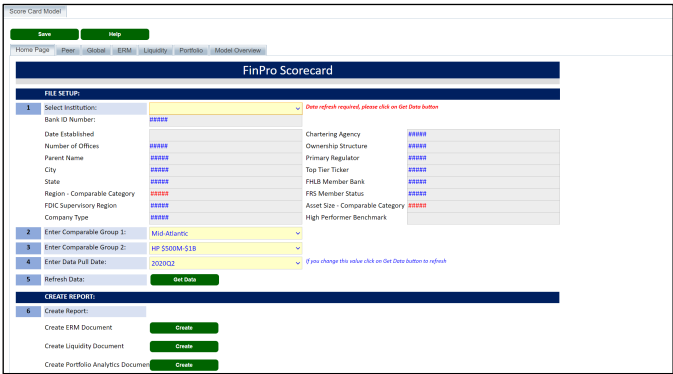 Score Card Model
Save Help
Home Page Peer Global ERM Liquidity Portfolio Model Overview
FinPro Scorecard
FILE SETUP:
1 Select Institution: Data refresh required, please click on Get Data button
Bank ID Number: #####
Date Established Chartering Agency #####
Number of Offices ##### Ownership Structure #####
Parent Name ##### Primary Regulator #####
City ##### Top Tier Ticker #####
State ##### FHLB Member Bank #####
Region - Comparable Category ##### FRS Member Status #####
FDIC Supervisory Region ##### Asset Size - Comparable Category #####
Company Type ##### High Performer Benchmark
2 Enter Comparable Group 1: Mid-Atlantic
3 Enter Comparable Group 2: HP $500M-$1B
4 Enter Data Pull Date: 2020Q2 If you change this value click on Get Data button to refresh
5 Refresh Data: Get Data
CREATE REPORT:
6 Create Report:
Create ERM Document Create
Create Liquidity Document Create
Create Portfolio Analytics Documen Create